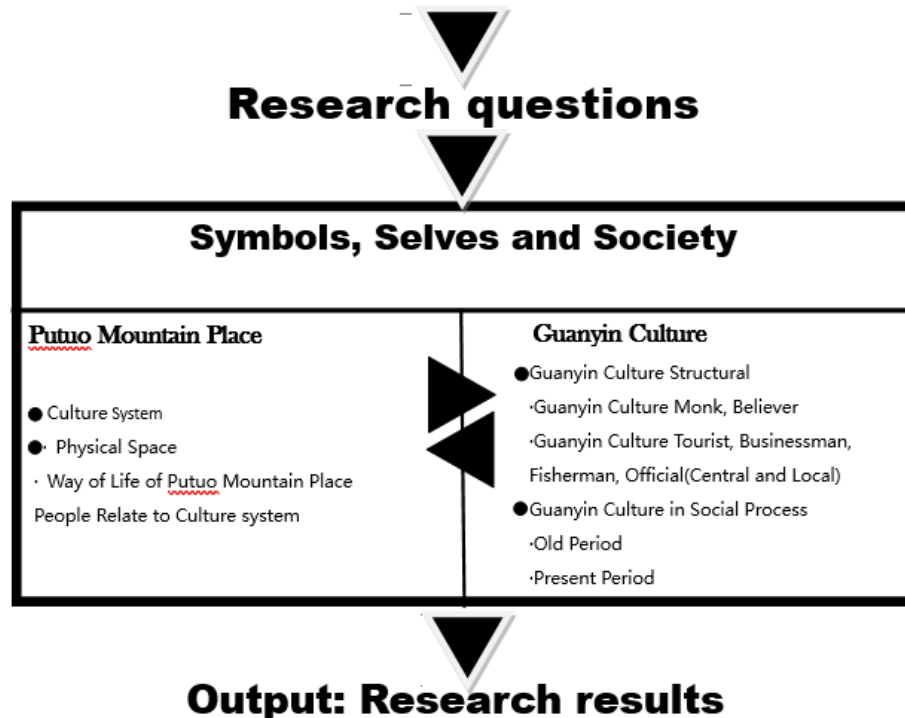 Research questions
Symbols, Selves and Society
Putuo Mountain Place
● Culture System
●· Physical Space
· Way of Life of Putuo Mountain Place
People Relate to Culture system
Guanyin Culture
●Guanyin Culture Structural
·Guanyin Culture Monk, Believer
·Guanyin Culture Tourist, Businessman,
Fisherman, Official(Central and Local)
●Guanyin Culture in Social Process
·Old Period
·Present Period
Output: Research results